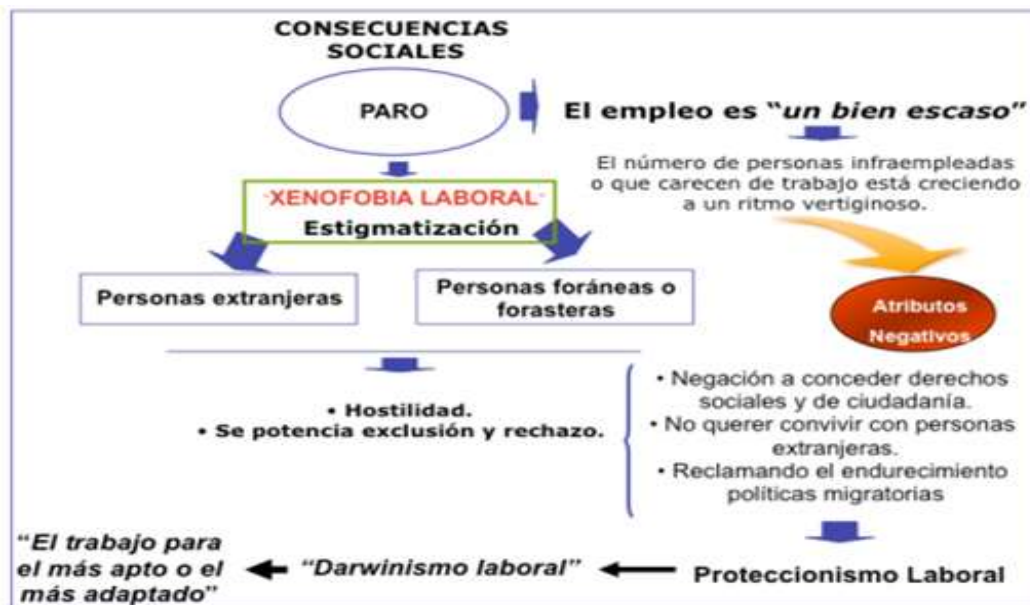 CONSECUENCIAS
SOCIALES
PARO
El empleo es “un bien escaso”
El número de personas infraempleadas
o que carecen de trabajo está creciendo
a un ritmo vertiginoso.
“XENOFOBIA LABORAL”
Estigmatización
Personas extranjeras
Personas foráneas o
forasteras
Atributos
Negativos
• Hostilidad.
• Se potencia exclusión y rechazo.
• Negación a conceder derechos
sociales y de ciudadanía.
• No querer convivir con personas
extranjeras.
• Reclamando el endurecimiento
políticas migratorias
Proteccionismo Laboral
“Darwinismo laboral”
“El trabajo para
el más apto o el
más adaptado”